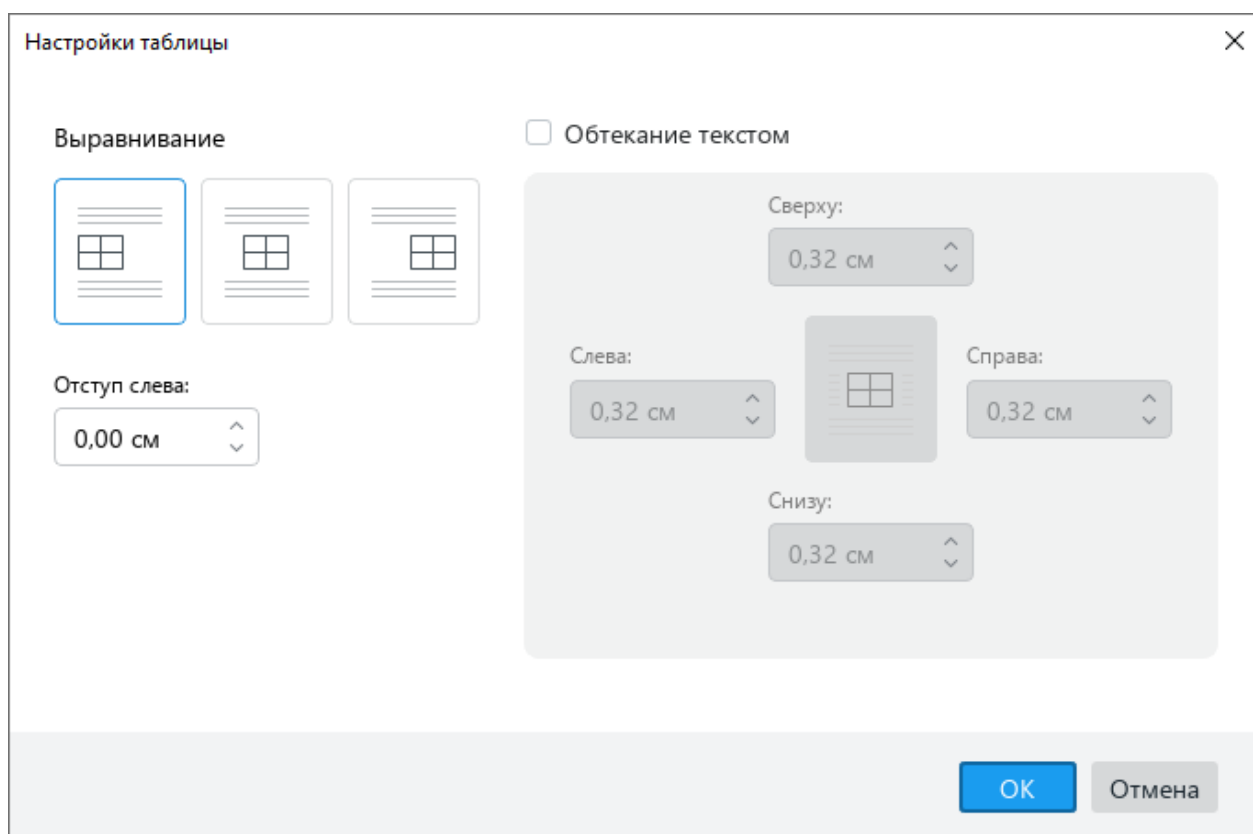 Настройки таблицы
Выравнивание
Обтекание текстом
Сверху:
0,32 см
Слева:
Справа:
0,32 см
0,32 см
Отступ слева:
0,00 см
Снизу:
0,32 см
ОК
Отмена